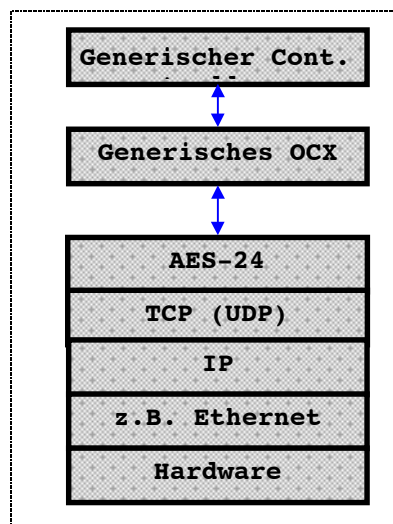 Generischer Cont.
Generisches OCX
AES-24
TCP (UDP)
IP
z.B. Ethernet
Hardware